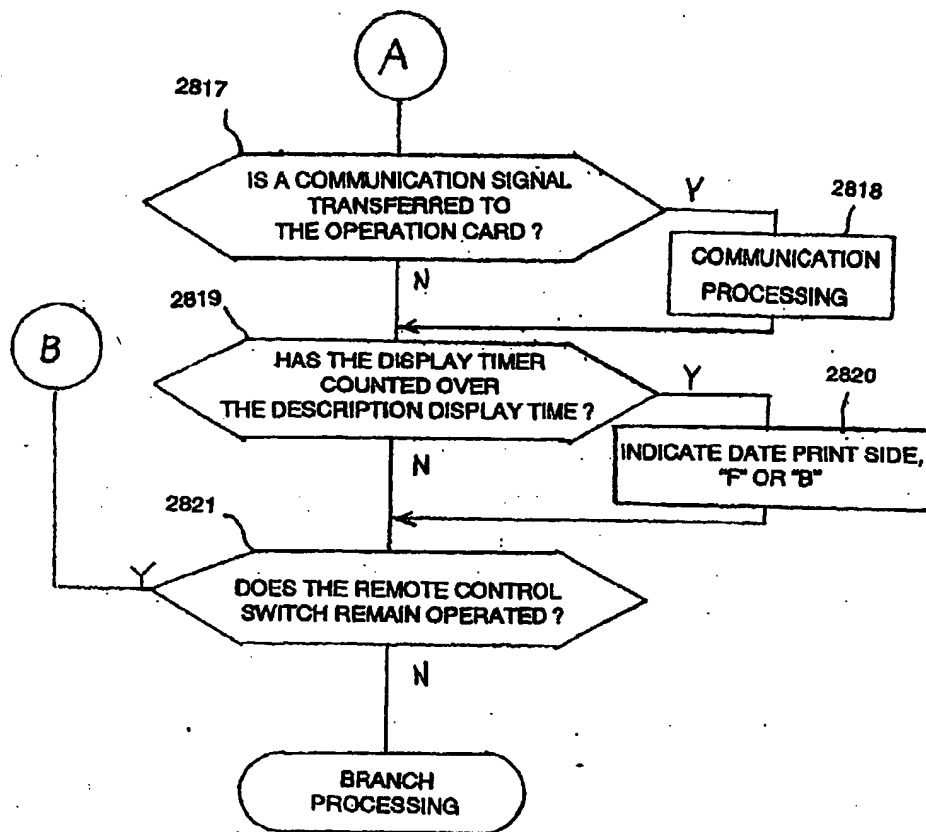 A
2817
IS A COMMUNICATION SIGNAL
TRANSFERRED TO
THE OPERATION CARD ?
Y
2818
COMMUNICATION
PROCESSING
N
2819
B
HAS THE DISPLAY TIMER
COUNTED OVER
THE DESCRIPTION DISPLAY TIME ?
Y
2820
INDICATE DATE PRINT SIDE,
"F" OR "B"
N
2821
Y
DOES THE REMOTE CONTROL
SWITCH REMAIN OPERATED ?
N
BRANCH
PROCESSING